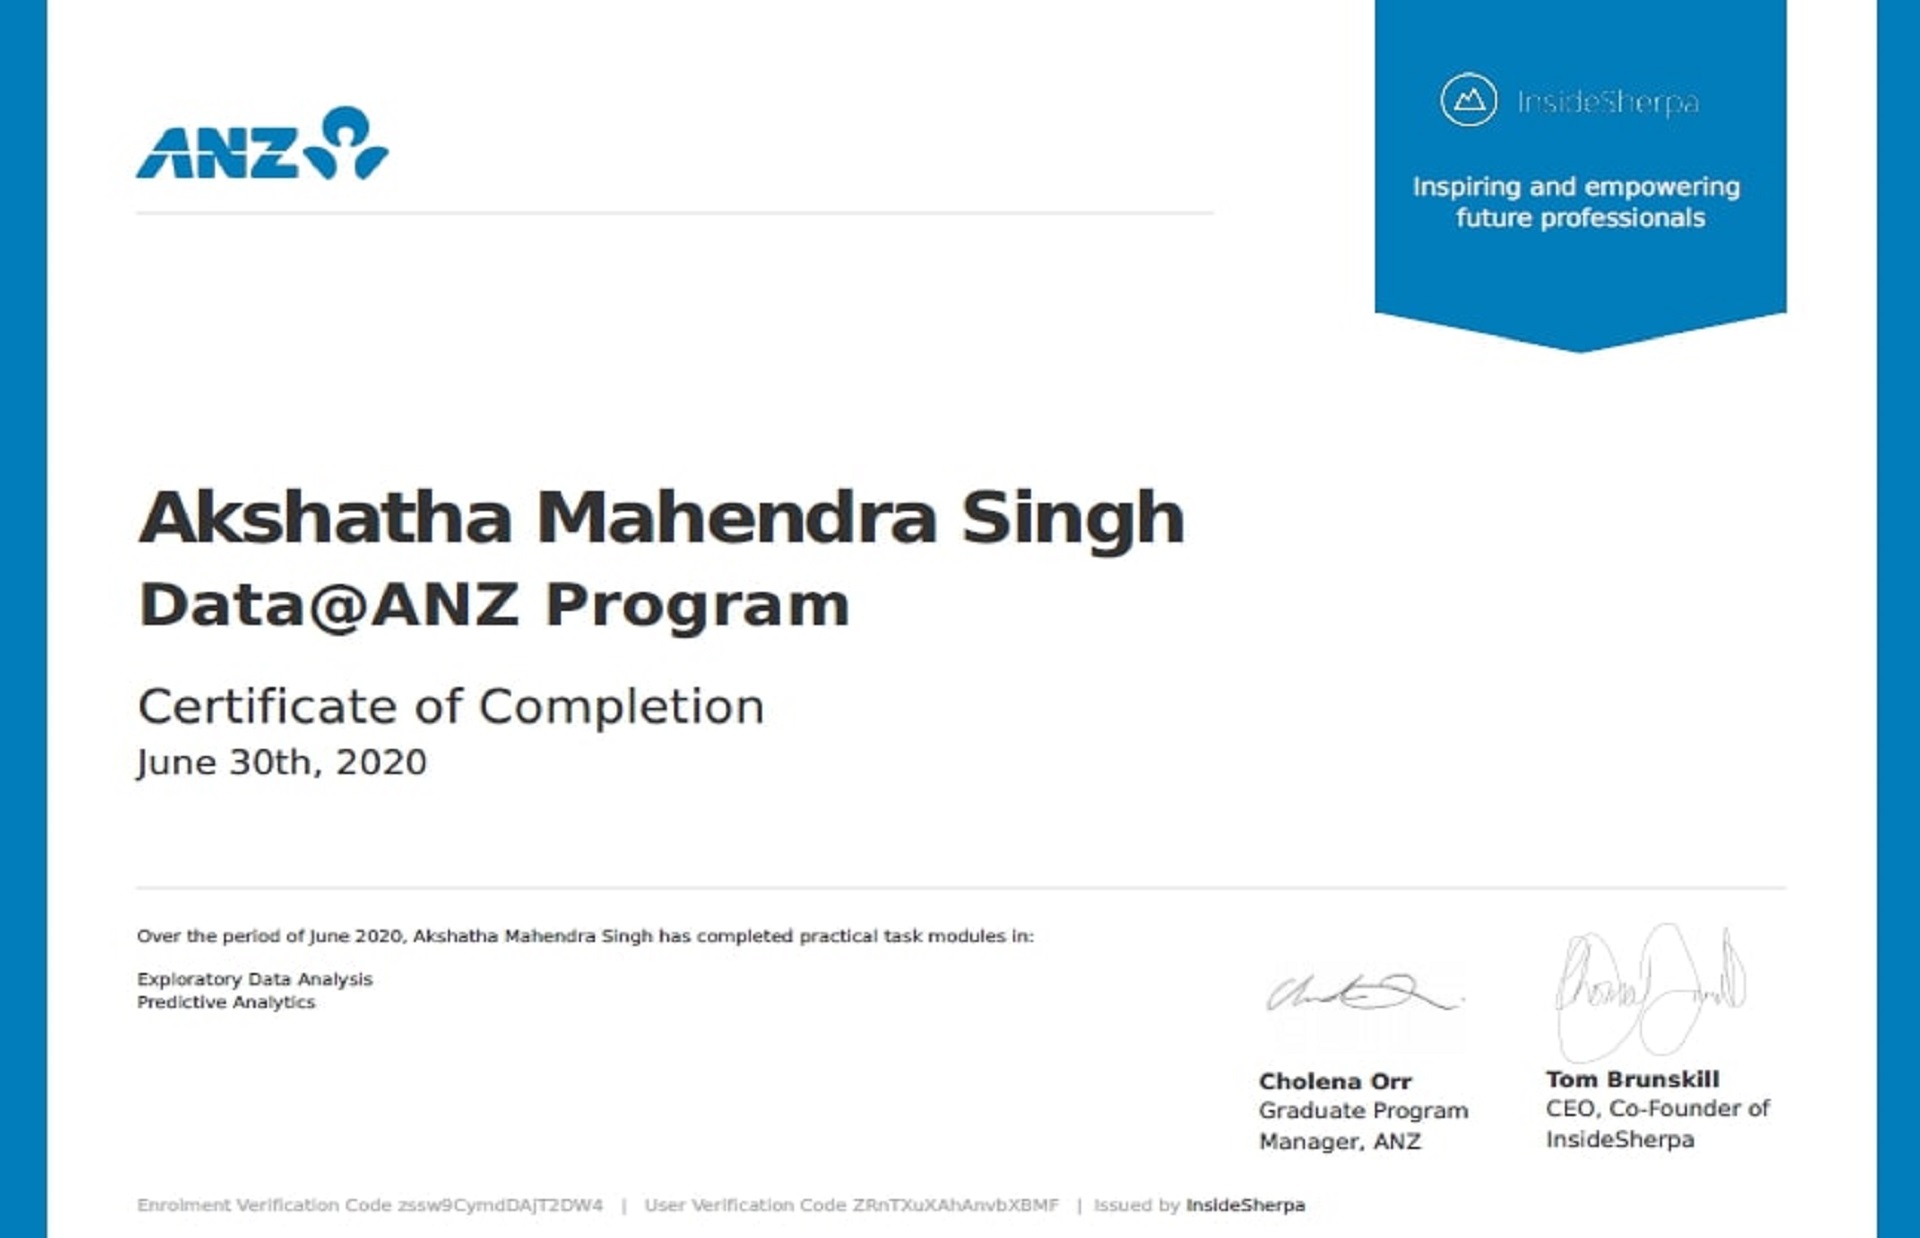 ANZ
InsideSherpa
Inspiring and empowering
future professionals
Akshatha Mahendra Singh
Data@ANZ Program
Certificate of Completion
June 30th, 2020
Over the period of June 2020, Akshatha Mahendra Singh has completed practical task modules in:
Exploratory Data Analysis
Predictive Analytics
Cholena Orr
Graduate Program
Manager, ANZ
Tom Brunskill
CEO, Co-Founder of
InsideSherpa
Enrolment Verification Code zssw9CymdDAjT2DW4 | User Verification Code ZRnTXuXAhAnvbXBMF | Issued by InsideSherpa